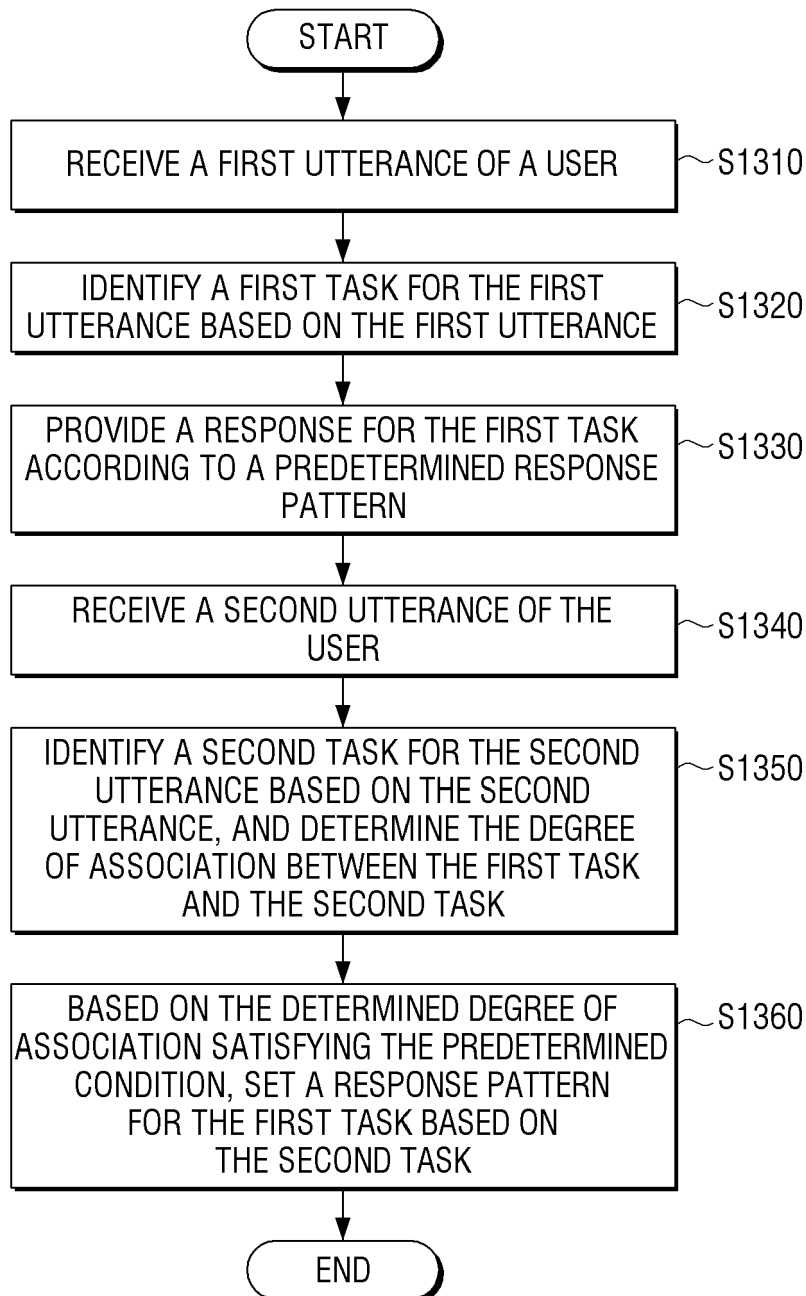 START
RECEIVE A FIRST UTTERANCE OF A USER
S1310
IDENTIFY A FIRST TASK FOR THE FIRST
UTTERANCE BASED ON THE FIRST UTTERANCE
S1320
PROVIDE A RESPONSE FOR THE FIRST TASK
ACCORDING TO A PREDETERMINED RESPONSE
PATTERN
S1330
RECEIVE A SECOND UTTERANCE OF THE
USER
S1340
IDENTIFY A SECOND TASK FOR THE SECOND
UTTERANCE BASED ON THE SECOND
UTTERANCE, AND DETERMINE THE DEGREE
OF ASSOCIATION BETWEEN THE FIRST TASK
AND THE SECOND TASK
S1350
BASED ON THE DETERMINED DEGREE OF
ASSOCIATION SATISFYING THE PREDETERMINED
CONDITION, SET A RESPONSE PATTERN
FOR THE FIRST TASK BASED ON
THE SECOND TASK
S1360
END